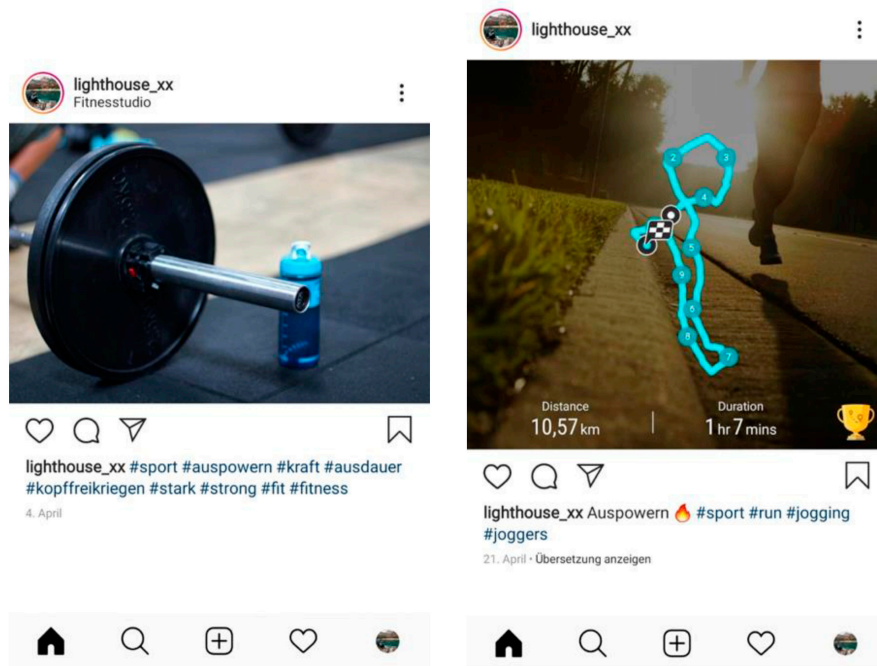 lighthouse_xx
Fitnesstudio
lighthouse_xx #sport #auspowern #kraft #ausdauer
#kopffreikriegen #stark #strong #fit #fitness
4. April
lighthouse_xx
2
3
4
5
9
6
8
7
Distance
10,57 km
Duration
1 hr 7 mins
lighthouse_xx Auspowern 🔥 #sport #run #jogging
#joggers
21. April • Übersetzung anzeigen